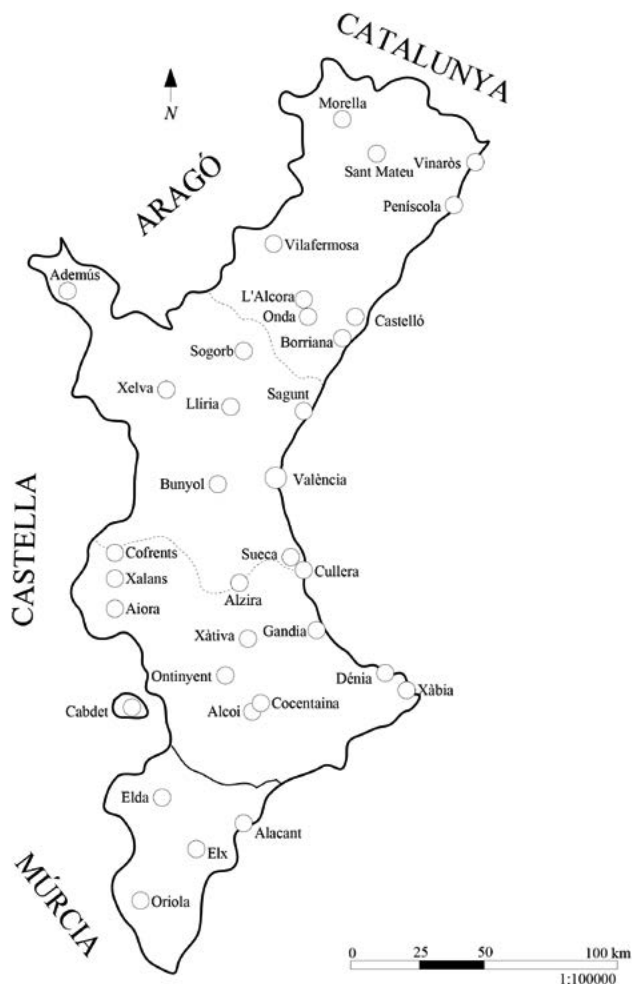 CATALUNYA
N
Morella
ARAGÓ
Sant Mateu
Vinaròs
Peníscola
Vilafermosa
Ademús
L'Alcora
Onda
Castelló
Borriana
Sogorb
Xelva
Llíria
Sagunt
CASTELLA
Bunyol
València
Cofrents
Sueca
Cullera
Xalans
Alzira
Aiora
Xàtiva
Gandia
Ontinyent
Dénia
Xàbia
Cabdet
Alcoi
Cocentaina
Elda
Alacant
Elx
MÚRCIA
Oriola
0 25 50 100 km
1:100000